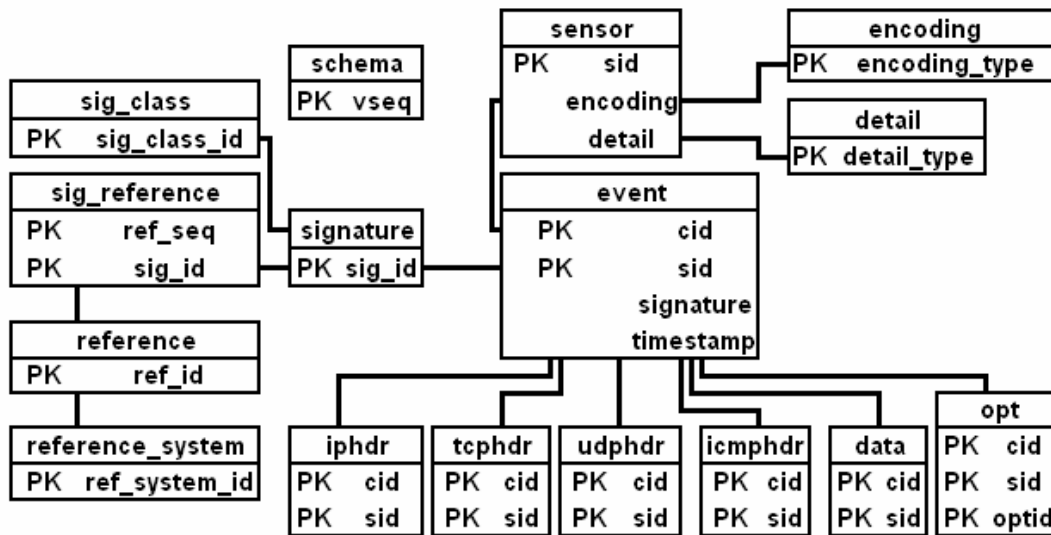 sensor
PK sid
encoding
detail
encoding
PK encoding_type
detail
PK detail_type
schema
PK vseq
sig_class
PK sig_class_id
sig_reference
PK ref_seq
PK sig_id
signature
PK sig_id
event
PK cid
PK sid
signature
timestamp
reference
PK ref_id
reference_system
PK ref_system_id
iphdr
PK cid
PK sid
tcphdr
PK cid
PK sid
udphdr
PK cid
PK sid
icmphdr
PK cid
PK sid
data
PK cid
PK sid
opt
PK cid
PK sid
PK optid